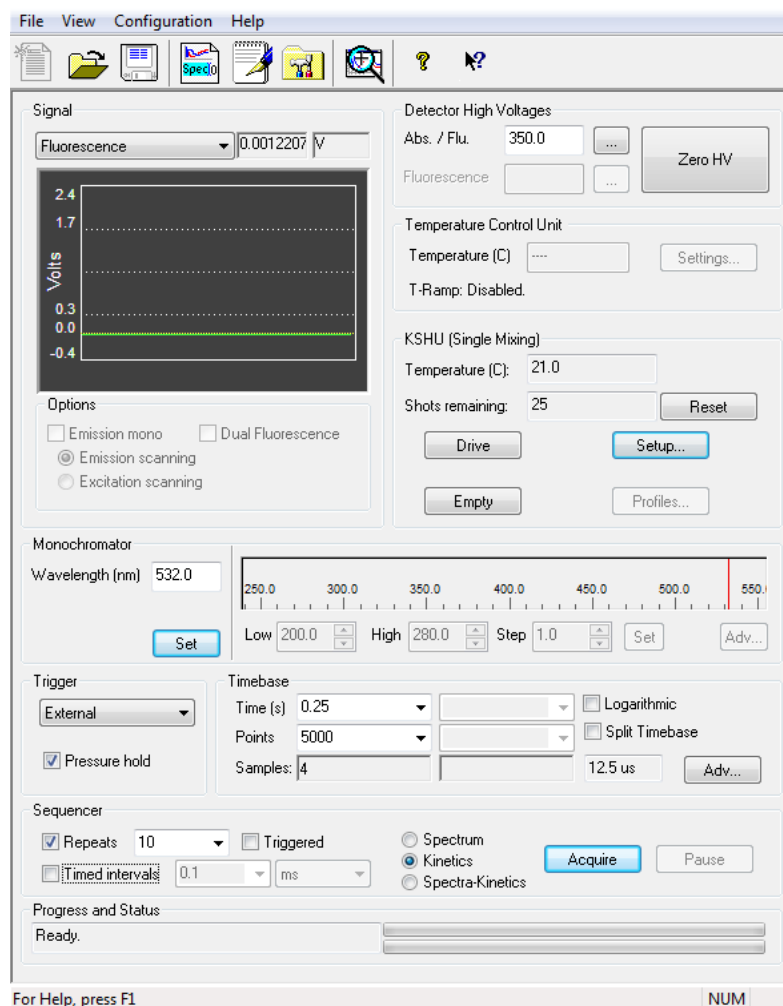 File View Configuration Help
Specio
Signal
Fluorescence 0.0012207 V
2.4
1.7
Volts
0.3
0.0
-0.4
Options
Emission mono Dual Fluorescence
Emission scanning
Excitation scanning
Detector High Voltages
Abs. / Flu. 350.0 ... Zero HV
Fluorescence ...
Temperature Control Unit
Temperature (C) ---- Settings...
T-Ramp: Disabled.
KSHU (Single Mixing)
Temperature (C): 21.0
Shots remaining: 25 Reset
Drive Setup...
Empty Profiles...
Monochromator
Wavelength (nm) 532.0
Set
250.0 300.0 350.0 400.0 450.0 500.0 550.
Low 200.0 High 280.0 Step 1.0 Set Adv...
Trigger
External
Pressure hold
Timebase
Time (s) 0.25 Logarithmic
Points 5000 Split Timebase
Samples: 4 12.5 us Adv...
Sequencer
Repeats 10 Triggered
Timed intervals 0.1 ms
Spectrum
Kinetics
Spectra-Kinetics
Acquire Pause
Progress and Status
Ready.
For Help, press F1 NUM